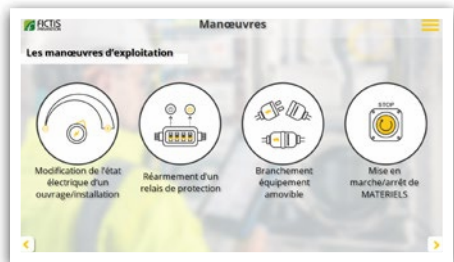 FICTIS
Manœuvres
Les manœuvres d'exploitation
STOP
Modification de l'état
électrique d'un
ouvrage/installation
Réarmement d'un
relais de protection
Branchement
équipement
amovible
Mise en
marche/arrêt de
MATERIELS